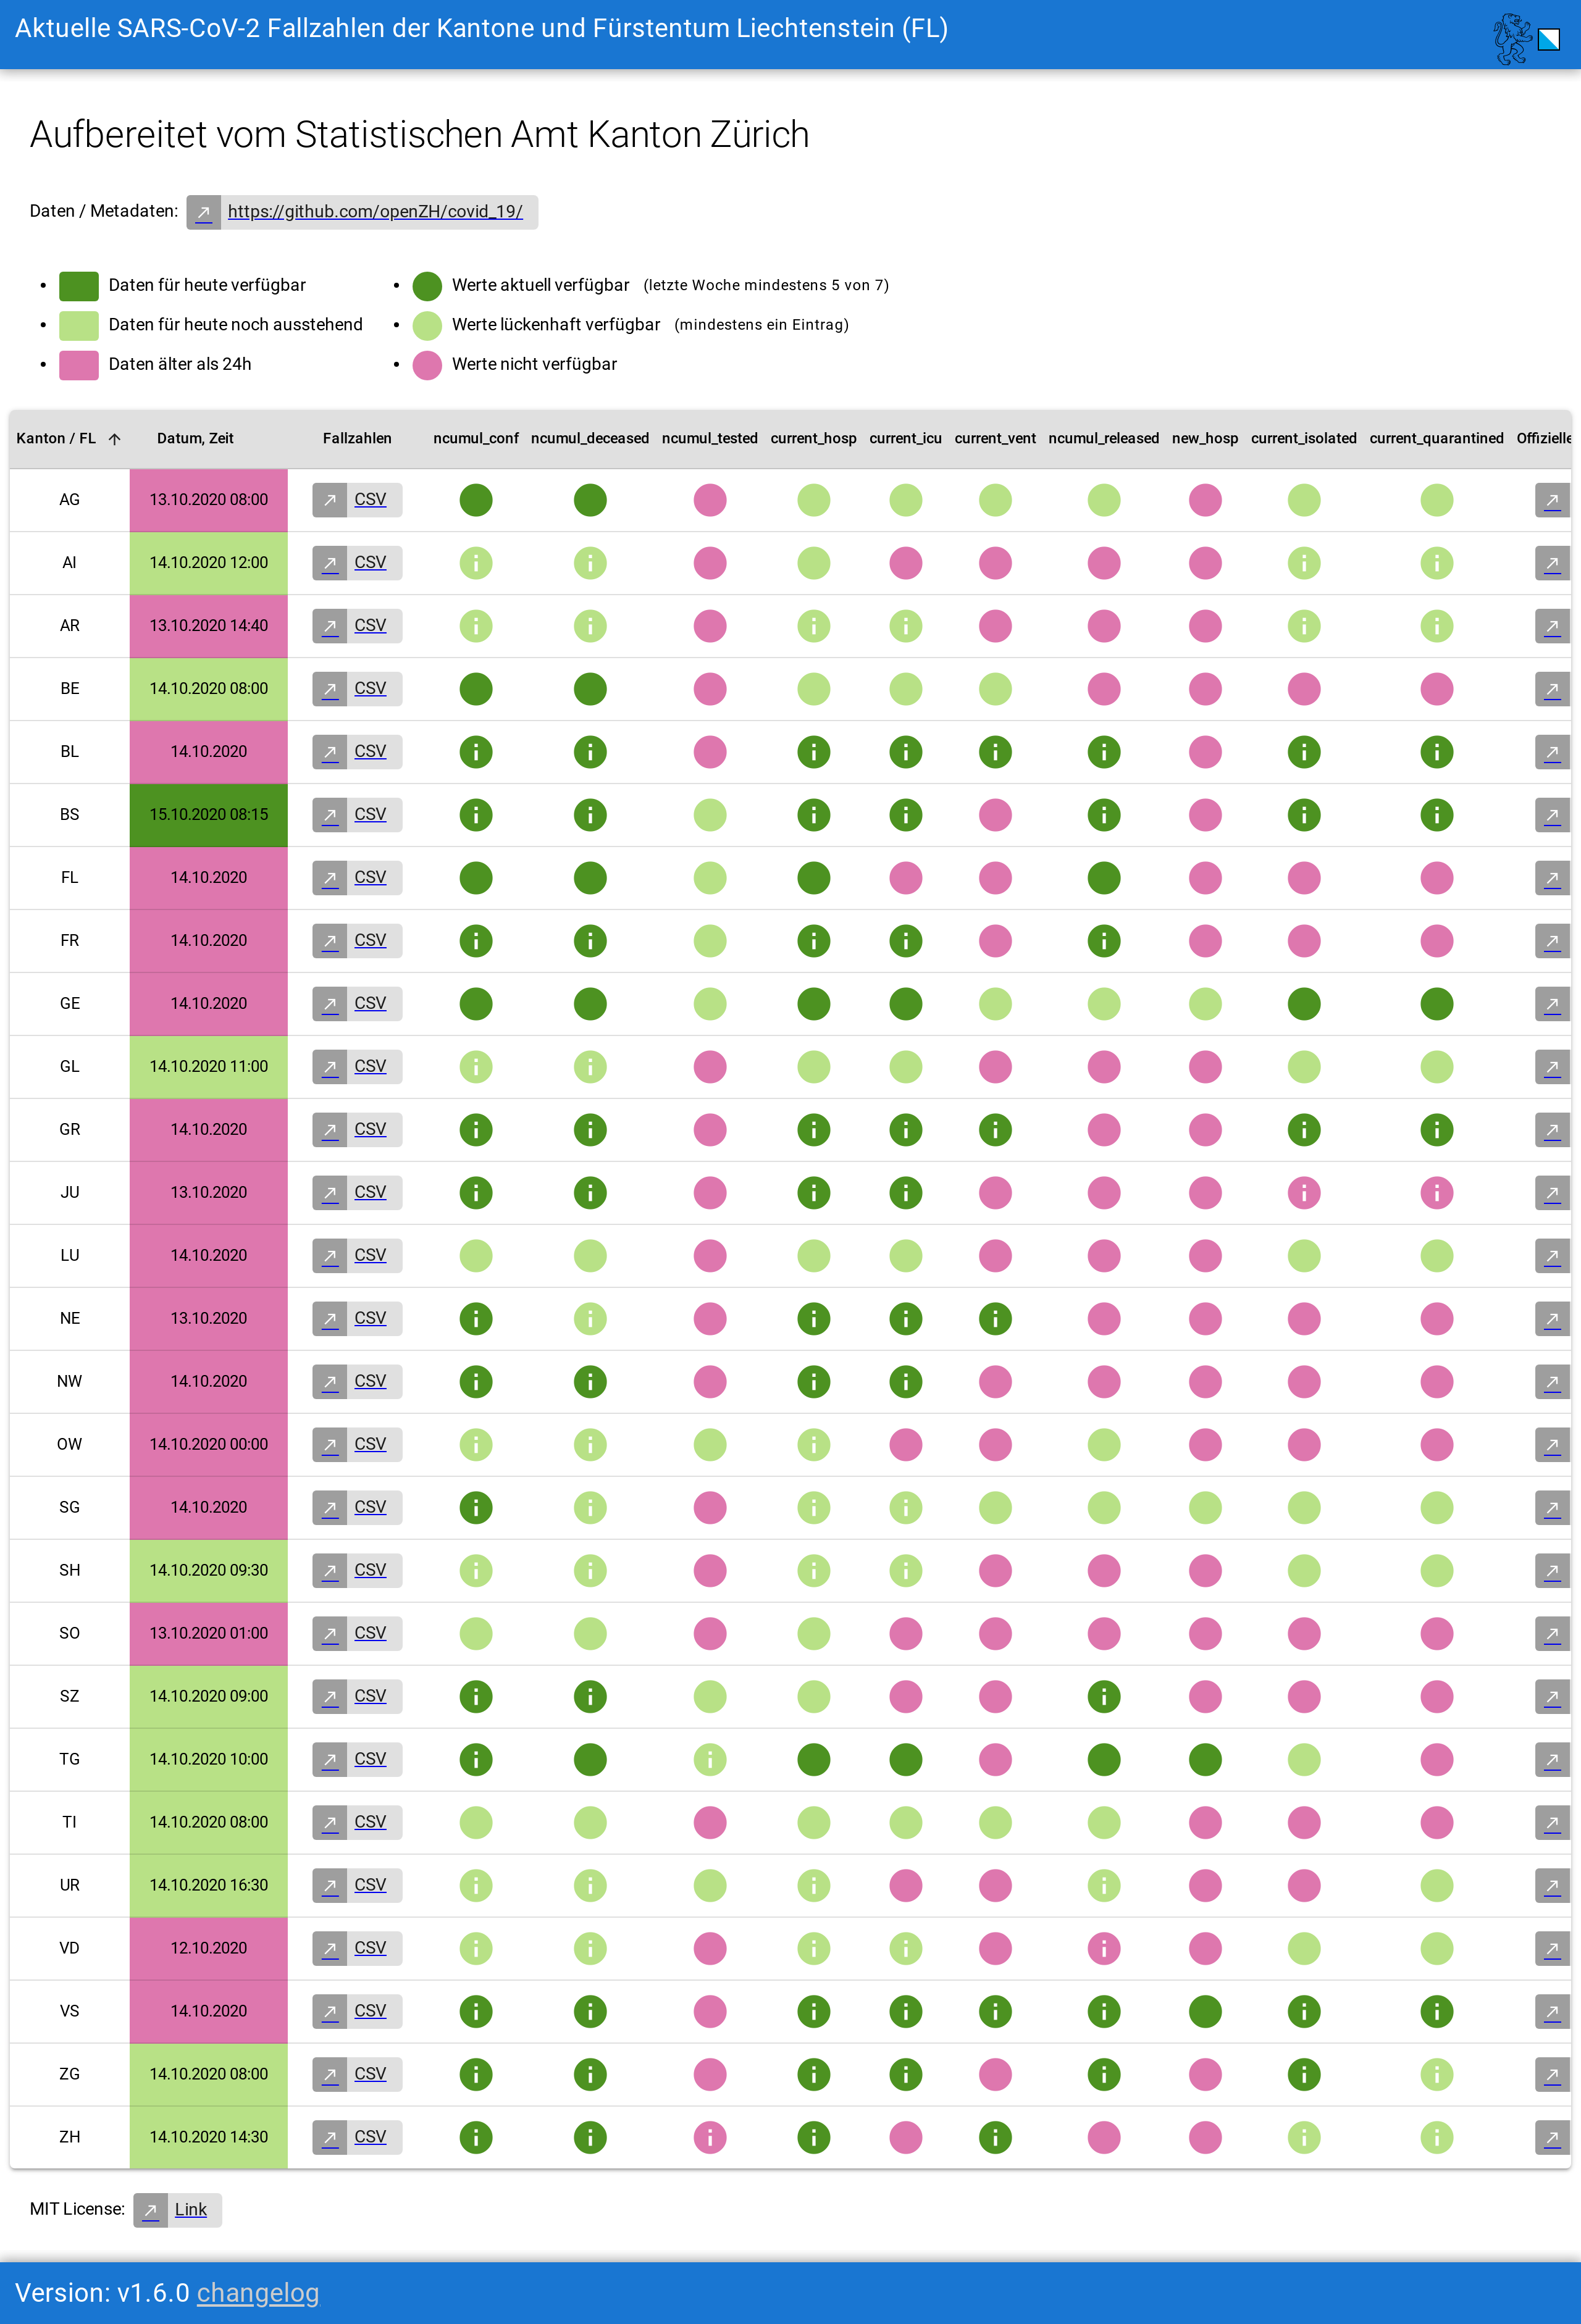 Aktuelle SARS-CoV-2 Fallzahlen der Kantone und Fürstentum Liechtenstein (FL)
Aufbereitet vom Statistischen Amt Kanton Zürich
Daten / Metadaten: https://github.com/openZH/covid_19/
Daten für heute verfügbar
Daten für heute noch ausstehend
Daten älter als 24h
Werte aktuell verfügbar (letzte Woche mindestens 5 von 7)
Werte lückenhaft verfügbar (mindestens ein Eintrag)
Werte nicht verfügbar
Kanton / FL Datum, Zeit Fallzahlen ncumul_conf ncumul_deceased ncumul_tested current_hosp current_icu current_vent ncumul_released new_hosp current_isolated current_quarantined Offizielle
AG 13.10.2020 08:00 CSV
AI 14.10.2020 12:00 CSV
AR 13.10.2020 14:40 CSV
BE 14.10.2020 08:00 CSV
BL 14.10.2020 CSV
BS 15.10.2020 08:15 CSV
FL 14.10.2020 CSV
FR 14.10.2020 CSV
GE 14.10.2020 CSV
GL 14.10.2020 11:00 CSV
GR 14.10.2020 CSV
JU 13.10.2020 CSV
LU 14.10.2020 CSV
NE 13.10.2020 CSV
NW 14.10.2020 CSV
OW 14.10.2020 00:00 CSV
SG 14.10.2020 CSV
SH 14.10.2020 09:30 CSV
SO 13.10.2020 01:00 CSV
SZ 14.10.2020 09:00 CSV
TG 14.10.2020 10:00 CSV
TI 14.10.2020 08:00 CSV
UR 14.10.2020 16:30 CSV
VD 12.10.2020 CSV
VS 14.10.2020 CSV
ZG 14.10.2020 08:00 CSV
ZH 14.10.2020 14:30 CSV
MIT License: Link
Version: v1.6.0 changelog